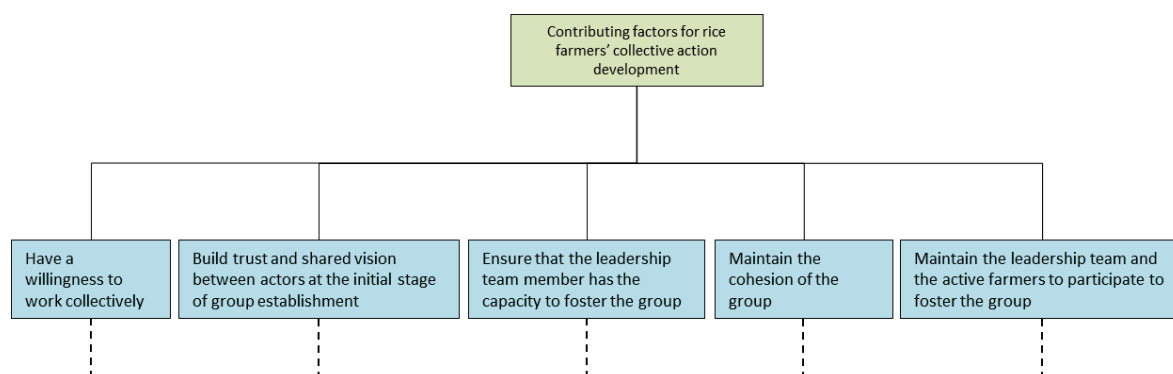 Contributing factors for rice
farmers’ collective action
development
Have a
willingness to
work collectively
Build trust and shared vision
between actors at the initial stage
of group establishment
Ensure that the leadership
team member has the
capacity to foster the group
Maintain the
cohesion of the
group
Maintain the leadership team and
the active farmers to participate to
foster the group